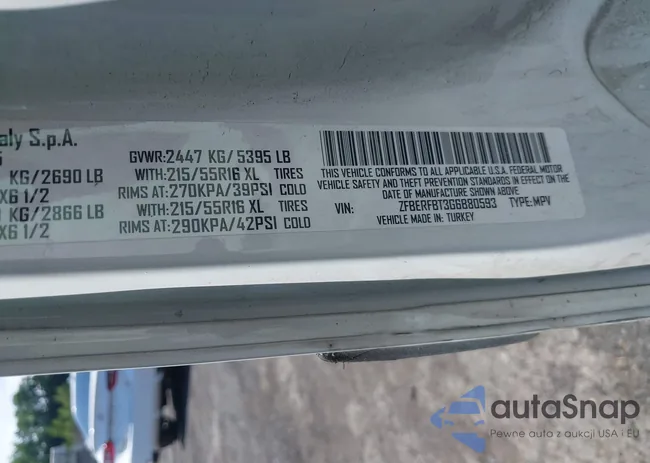 aly S.p.A.
GVWR:2447 KG/5395 LB
KG/2690 LB WITH:215/55R16 XL TIRES
X6 1/2 RIMS AT:270KPA/39PSI COLD
KG/2866 LB WITH:215/55R16 XL TIRES
X6 1/2 RIMS AT:290KPA/42PSI COLD
THIS VEHICLE CONFORMS TO ALL APPLICABLE U.S.A. FEDERAL MOTOR
VEHICLE SAFETY AND THEFT PREVENTION STANDARDS IN EFFECT ON THE
DATE OF MANUFACTURE SHOWN ABOVE.
VIN: ZFBERFBT3G6B80593 TYPE: MPV
VEHICLE MADE IN: TURKEY
autaSnap
Pewne auta z aukcji USA i EU